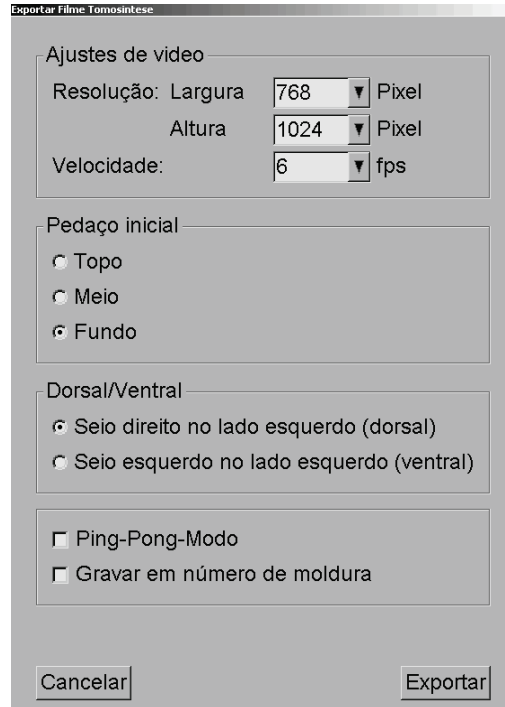 Exportar Filme Tomosintese
Ajustes de video
Resolução: Largura 768 Pixel
Altura 1024 Pixel
Velocidade: 6 fps
Pedaço inicial
Topo
Meio
Fundo
Dorsal/Ventral
Seio direito no lado esquerdo (dorsal)
Seio esquerdo no lado esquerdo (ventral)
Ping-Pong-Modo
Gravar em número de moldura
Cancelar Exportar